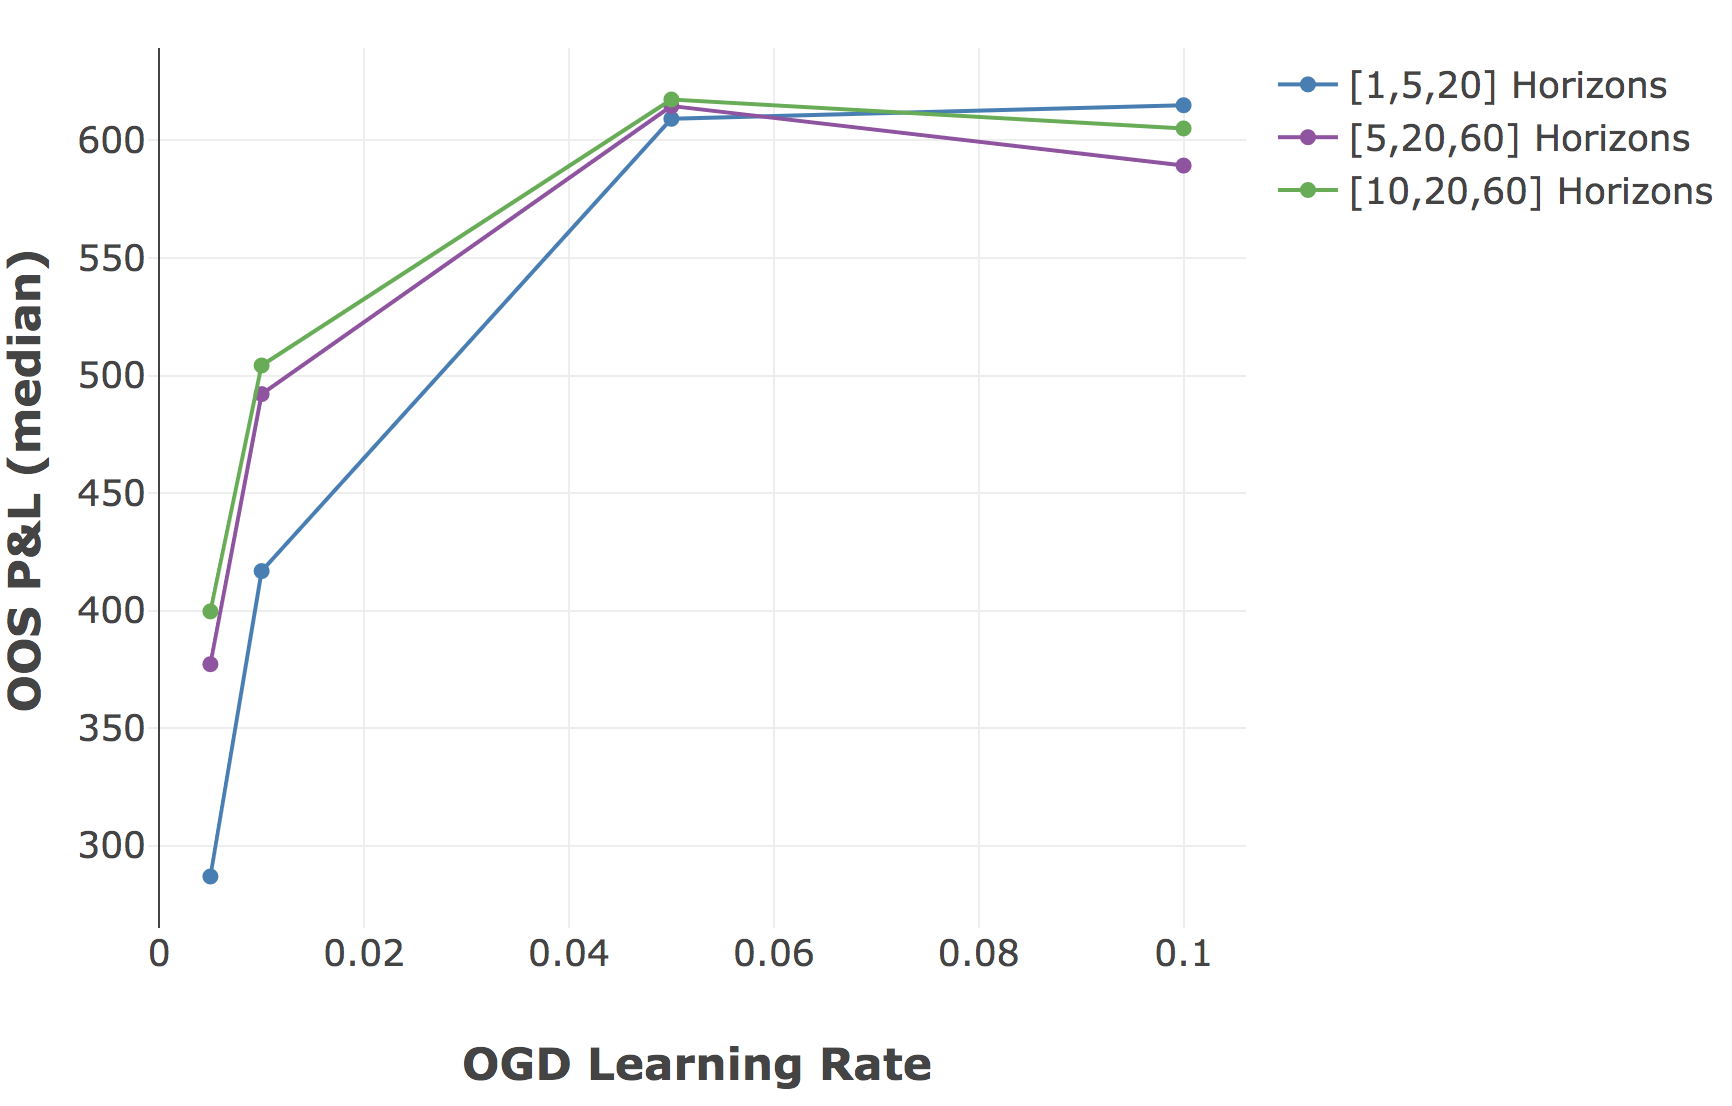 [1,5,20] Horizons
[5,20,60] Horizons
[10,20,60] Horizons
OOS P&L (median)
600
550
500
450
400
350
300
0 0.02 0.04 0.06 0.08 0.1
OGD Learning Rate